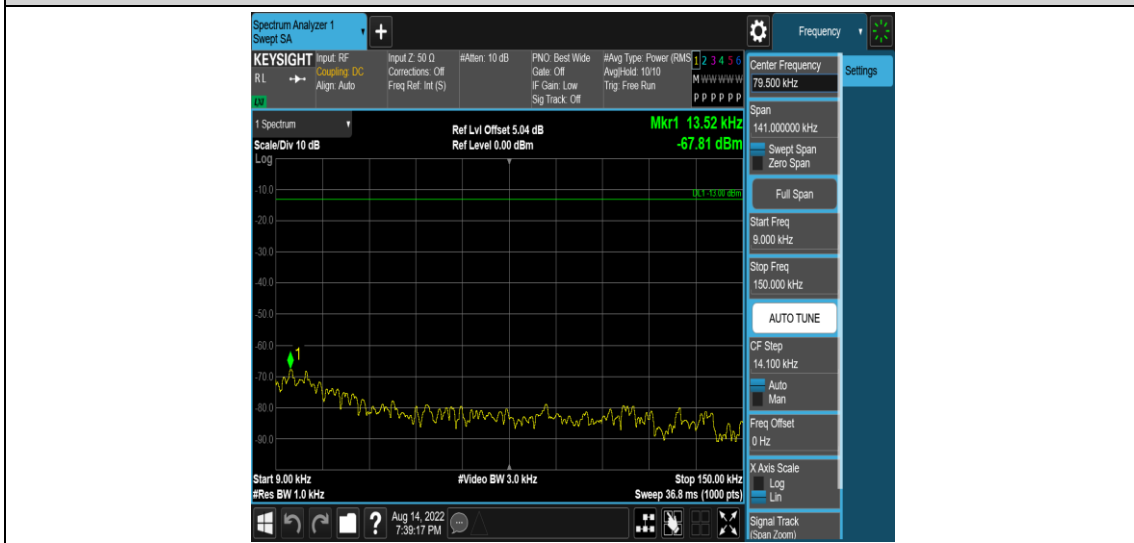 Spectrum Analyzer 1
Swept SA
+
Frequency
KEYSIGHT
RL
LXI
Input: RF
Coupling: DC
Align: Auto
Input Z: 50 Ω
Corrections: Off
Freq Ref: Int (S)
#Atten: 10 dB
PNO: Best Wide
Gate: Off
IF Gain: Low
Sig Track: Off
#Avg Type: Power (RMS
Avg|Hold: 10/10
Trig: Free Run
1 2 3 4 5 6
M W W W W W
P P P P P P
1 Spectrum
Scale/Div 10 dB
Ref Lvl Offset 5.04 dB
Ref Level 0.00 dBm
Mkr1 13.52 kHz
-67.81 dBm
Log
DL1 -13.00 dBm
-10.0
-20.0
-30.0
-40.0
-50.0
-60.0
-70.0
-80.0
-90.0
1
Start 9.00 kHz
#Video BW 3.0 kHz
Stop 150.00 kHz
#Res BW 1.0 kHz
Sweep 36.8 ms (1000 pts)
?
Aug 14, 2022
7:39:17 PM
Center Frequency
79.500 kHz
Settings
Span
141.000000 kHz
Swept Span
Zero Span
Full Span
Start Freq
9.000 kHz
Stop Freq
150.000 kHz
AUTO TUNE
CF Step
14.100 kHz
Auto
Man
Freq Offset
0 Hz
X Axis Scale
Log
Lin
Signal Track
(Span Zoom)